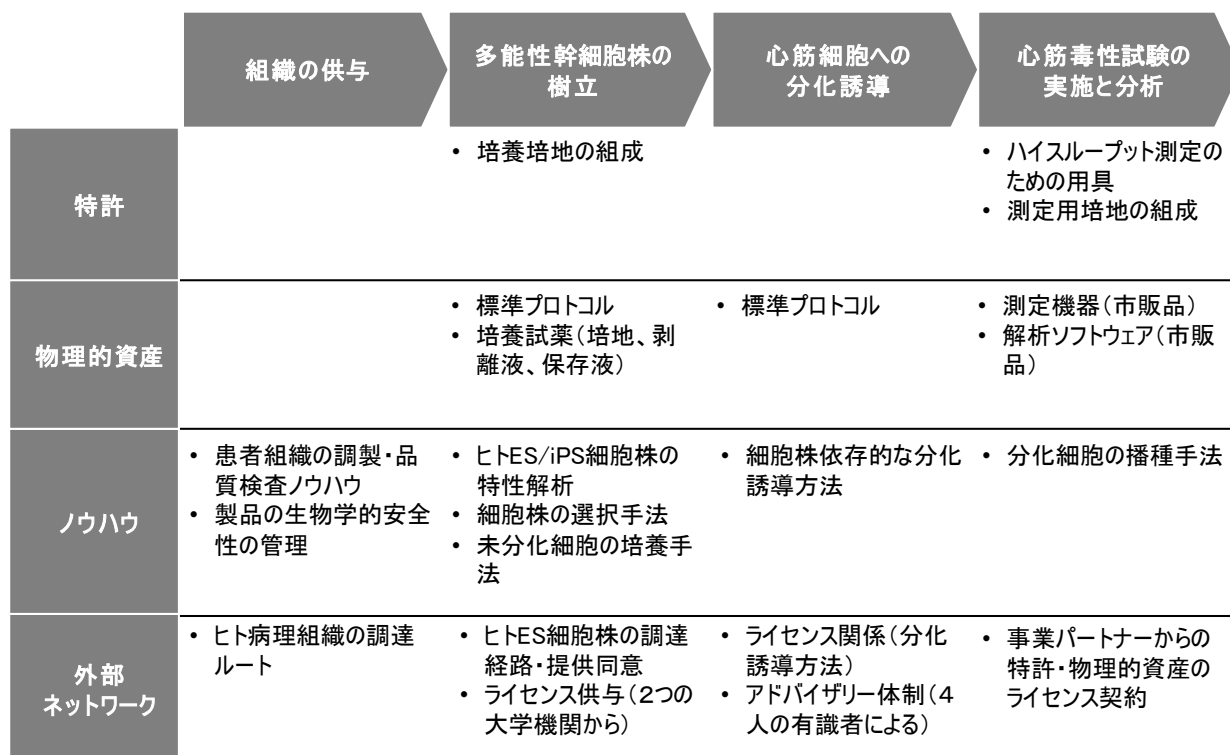 組織の供与
多能性幹細胞株の
樹立
心筋細胞への
分化誘導
心筋毒性試験の
実施と分析
特許
• 培養培地の組成
• ハイスループット測定の
ための用具
• 測定用培地の組成
物理的資産
• 標準プロトコル
• 培養試薬（培地、剥
離液、保存液）
• 標準プロトコル
• 測定機器（市販品）
• 解析ソフトウェア（市販
品）
ノウハウ
• 患者組織の調製・品
質検査ノウハウ
• 製品の生物学的安全
性の管理
• ヒトES/iPS細胞株の
特性解析
• 細胞株の選択手法
• 未分化細胞の培養手
法
• 細胞株依存的な分化
誘導方法
• 分化細胞の播種手法
外部
ネットワーク
• ヒト病理組織の調達
ルート
• ヒトES細胞株の調達
経路・提供同意
• ライセンス供与（2つの
大学機関から）
• ライセンス関係（分化
誘導方法）
• アドバイザリー体制（4
人の有識者による）
• 事業パートナーからの
特許・物理的資産の
ライセンス契約